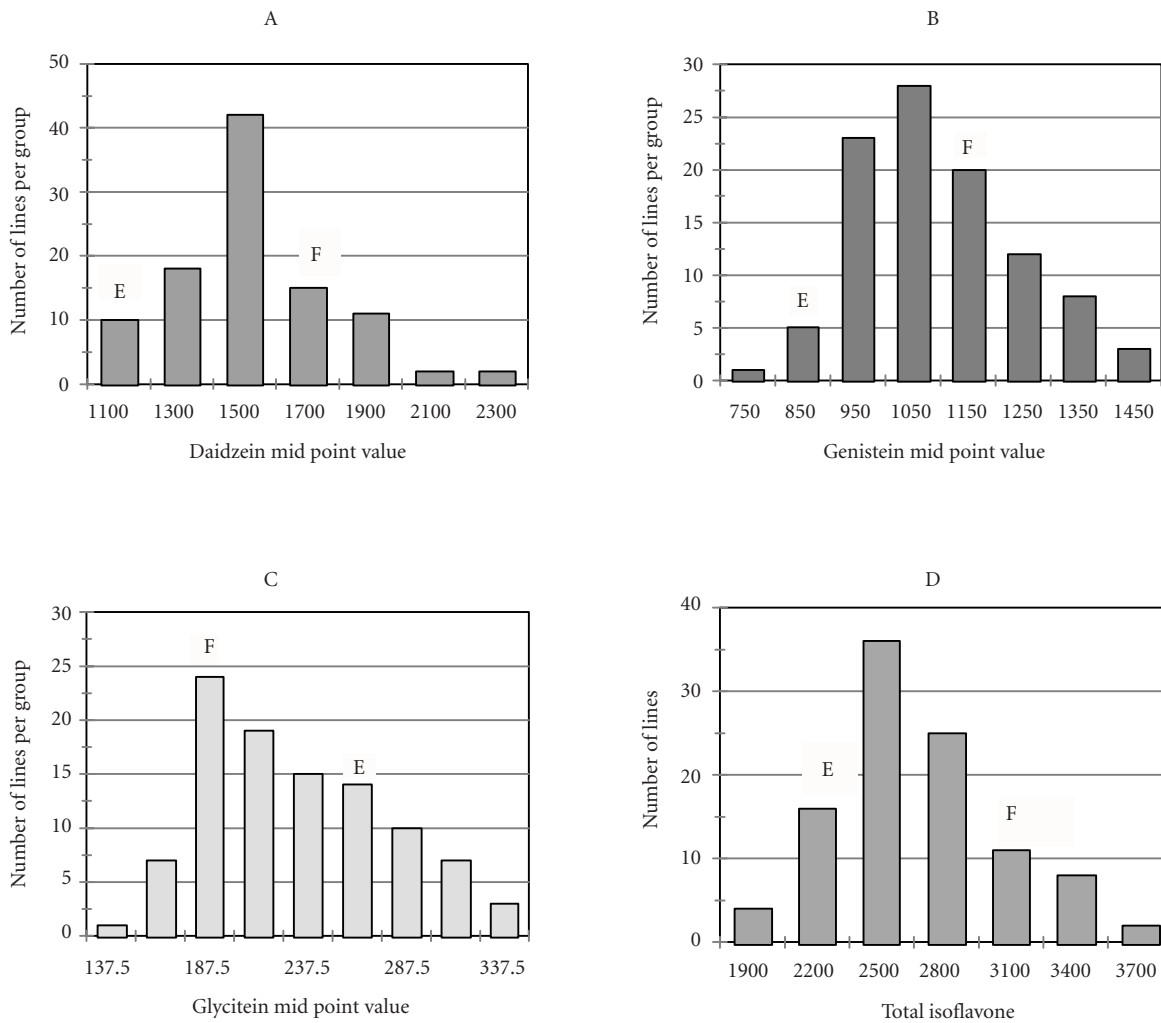 A
Number of lines per group
50
40
30
20
10
0
E
F
1100 1300 1500 1700 1900 2100 2300
Daidzein mid point value
B
Number of lines per group
30
25
20
15
10
5
0
E
F
750 850 950 1050 1150 1250 1350 1450
Genistein mid point value
C
Number of lines per group
30
25
20
15
10
5
0
F
E
137.5 187.5 237.5 287.5 337.5
Glycitein mid point value
D
Number of lines
40
30
20
10
0
E
F
1900 2200 2500 2800 3100 3400 3700
Total isoflavone